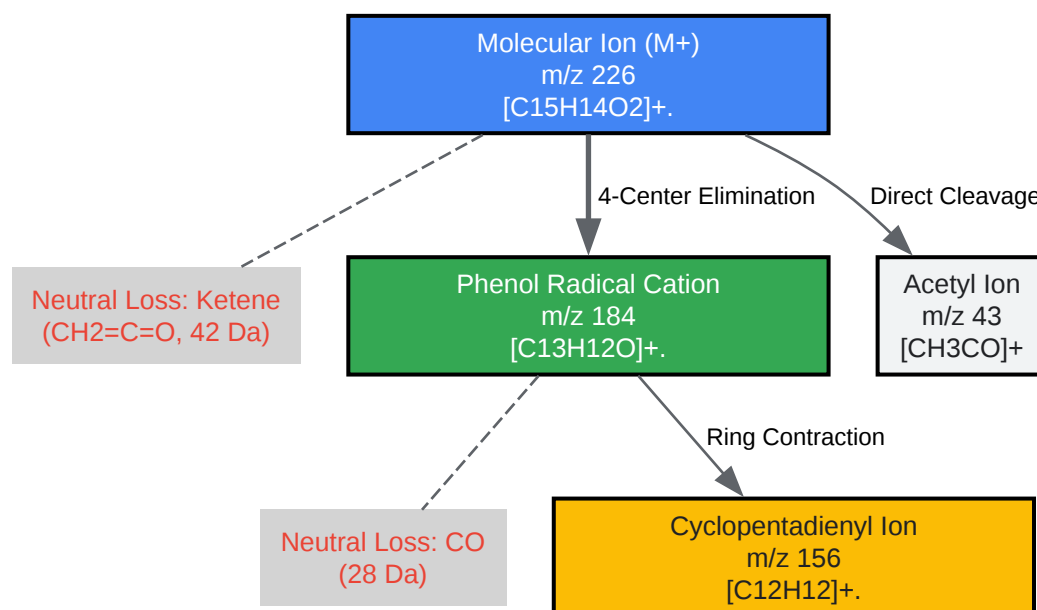 Molecular Ion (M+)
m/z 226
[C15H14O2]+.
4-Center Elimination
Direct Cleavage
Neutral Loss: Ketene
(CH2=C=O, 42 Da)
Phenol Radical Cation
m/z 184
[C13H12O]+.
Acetyl Ion
m/z 43
[CH3CO]+
Ring Contraction
Neutral Loss: CO
(28 Da)
Cyclopentadienyl Ion
m/z 156
[C12H12]+.